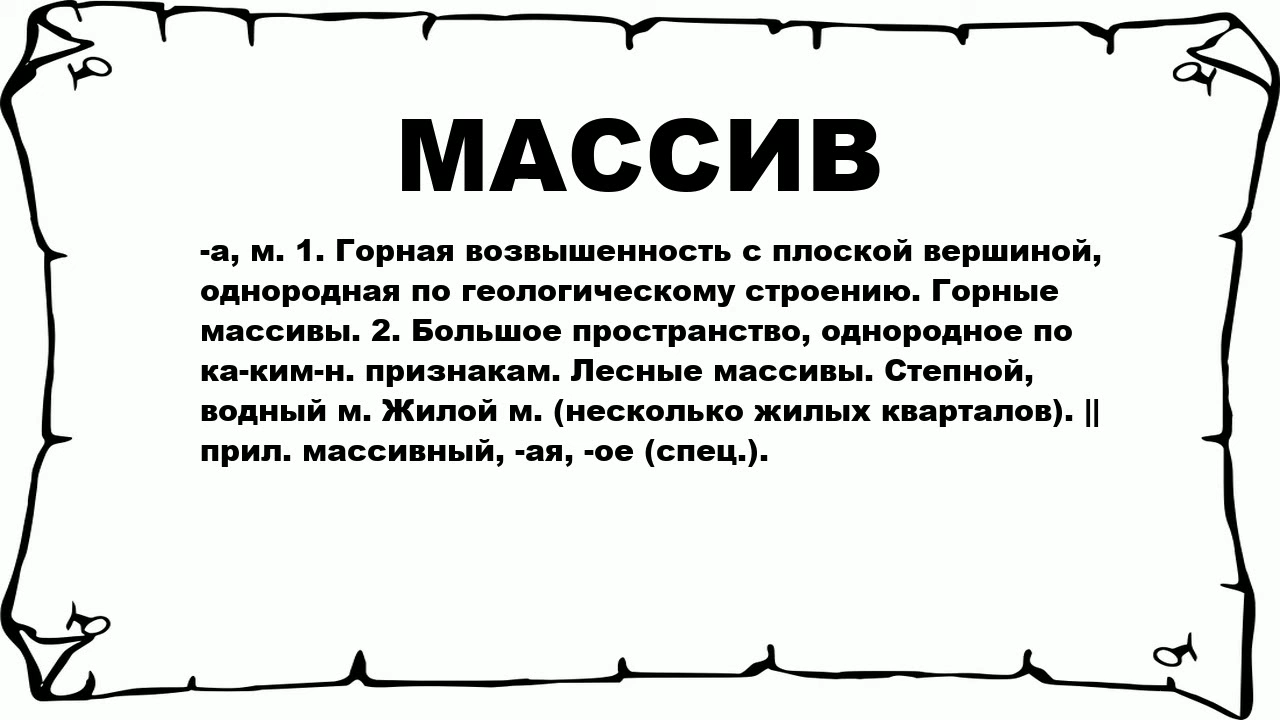 МАССИВ
-а, м. 1. Горная возвышенность с плоской вершиной,
однородная по геологическому строению. Горные
массивы. 2. Большое пространство, однородное по
ка-ким-н. признакам. Лесные массивы. Степной,
водный м. Жилой м. (несколько жилых кварталов). ||
прил. массивный, -ая, -ое (спец.).